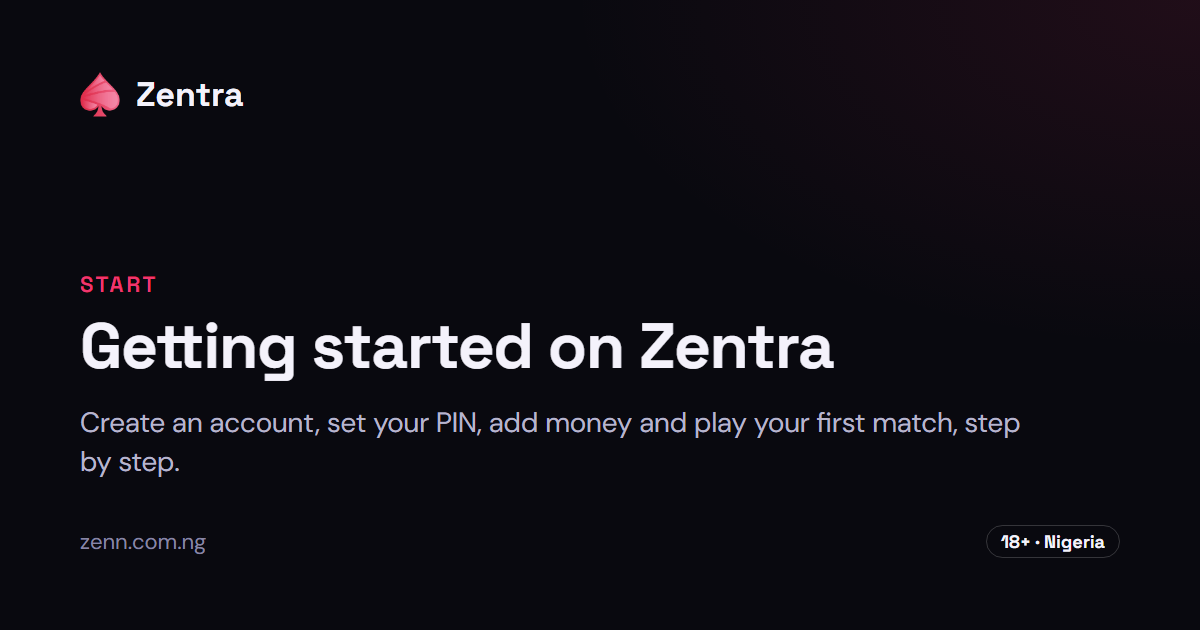 Zentra
START
Getting started on Zentra
Create an account, set your PIN, add money and play your first match, step
by step.
zenn.com.ng
18+ · Nigeria